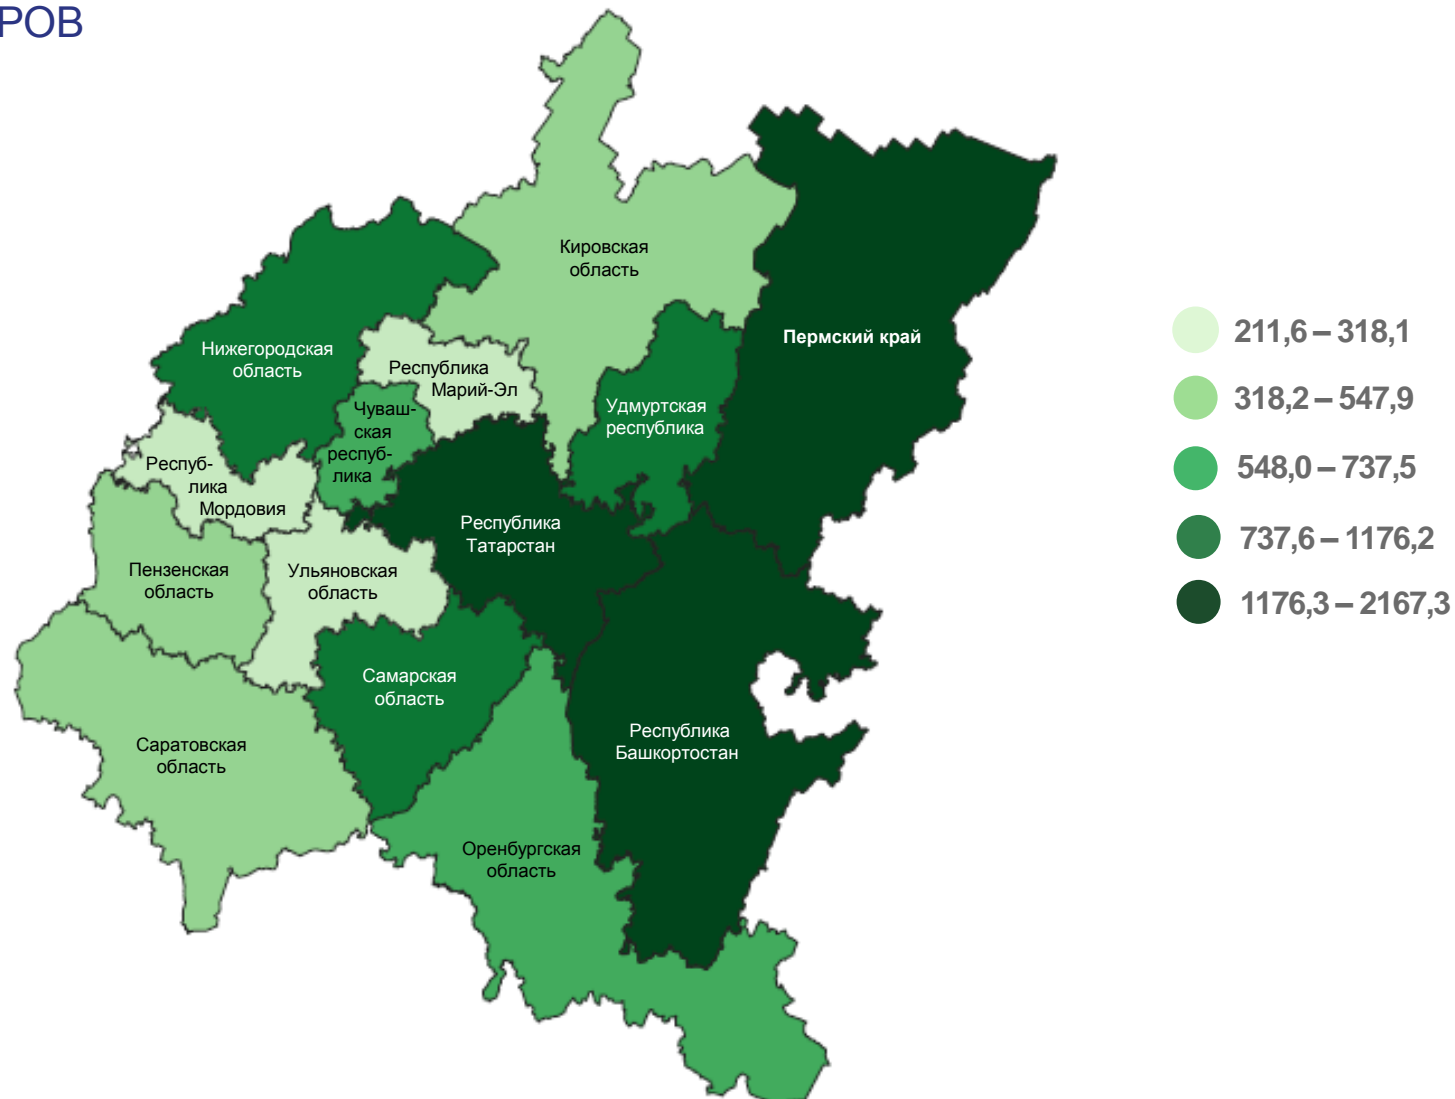 РОВ
Кировская
область
Пермский край
Нижегородская
область
Республика
Марий-Эл
Чуваш-
ская
респуб-
лика
Удмуртская
республика
Респуб-
лика
Мордовия
Республика
Татарстан
Пензенская
область
Ульяновская
область
Самарская
область
Саратовская
область
Республика
Башкортостан
Оренбургская
область
211,6 – 318,1
318,2 – 547,9
548,0 – 737,5
737,6 – 1176,2
1176,3 – 2167,3